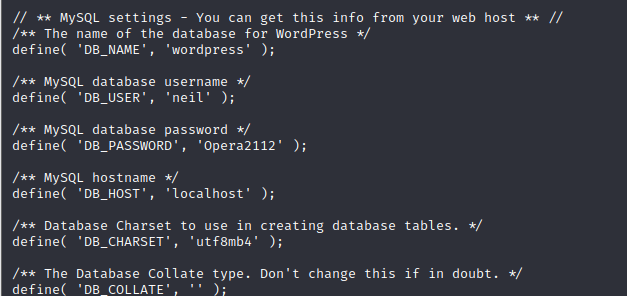 // ** MySQL settings - You can get this info from your web host ** //
/** The name of the database for WordPress */
define( 'DB_NAME', 'wordpress' );
/** MySQL database username */
define( 'DB_USER', 'neil' );
/** MySQL database password */
define( 'DB_PASSWORD', 'Opera2112' );
/** MySQL hostname */
define( 'DB_HOST', 'localhost' );
/** Database Charset to use in creating database tables. */
define( 'DB_CHARSET', 'utf8mb4' );
/** The Database Collate type. Don't change this if in doubt. */
define( 'DB_COLLATE', '' );